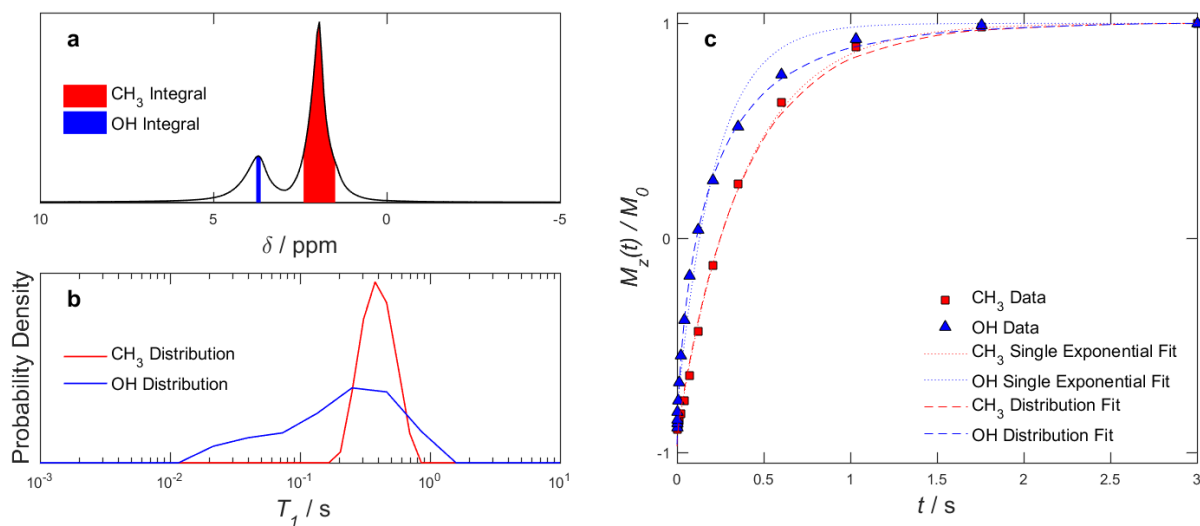 a
CH₃ Integral
OH Integral
10 5 0 -5
δ / ppm
b
Probability Density
CH₃ Distribution
OH Distribution
10⁻³ 10⁻² 10⁻¹ 10⁰ 10¹
T₁ / s
c
1
0
-1
M_z(t) / M₀
CH₃ Data
OH Data
CH₃ Single Exponential Fit
OH Single Exponential Fit
CH₃ Distribution Fit
OH Distribution Fit
0 0.5 1 1.5 2 2.5 3
t / s